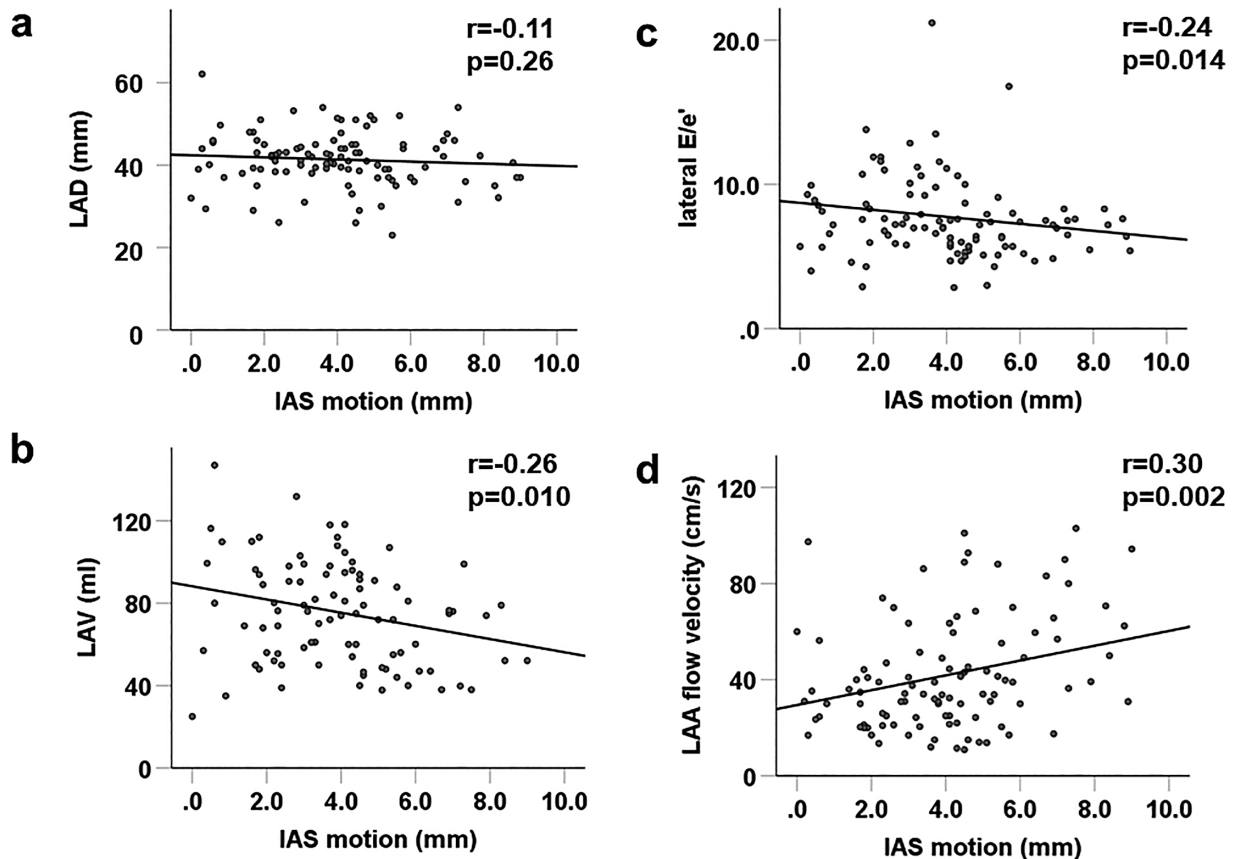 a
r=-0.11
p=0.26
60
40
20
0
LAD (mm)
.0 2.0 4.0 6.0 8.0 10.0
IAS motion (mm)
c
r=-0.24
p=0.014
20.0
10.0
.0
lateral E/e'
.0 2.0 4.0 6.0 8.0 10.0
IAS motion (mm)
b
r=-0.26
p=0.010
120
80
40
0
LAV (ml)
.0 2.0 4.0 6.0 8.0 10.0
IAS motion (mm)
d
r=0.30
p=0.002
120
80
40
0
LAA flow velocity (cm/s)
.0 2.0 4.0 6.0 8.0 10.0
IAS motion (mm)